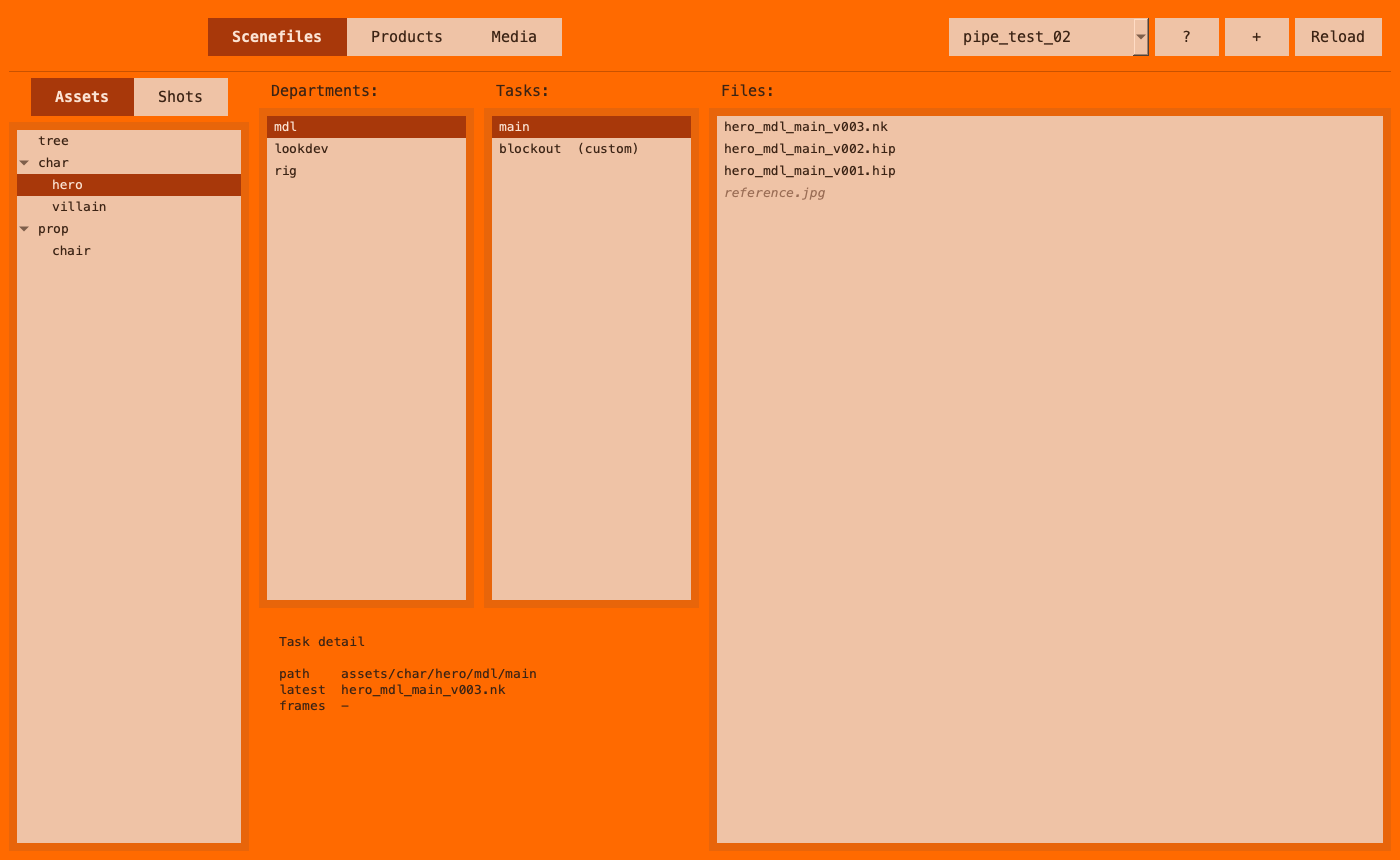 Scenefiles Products Media pipe_test_02 ? + Reload
Assets Shots
tree
char
hero
villain
prop
chair
Departments:
mdl
lookdev
rig
Tasks:
main
blockout (custom)
Files:
hero_mdl_main_v003.nk
hero_mdl_main_v002.hip
hero_mdl_main_v001.hip
reference.jpg
Task detail
path assets/char/hero/mdl/main
latest hero_mdl_main_v003.nk
frames –